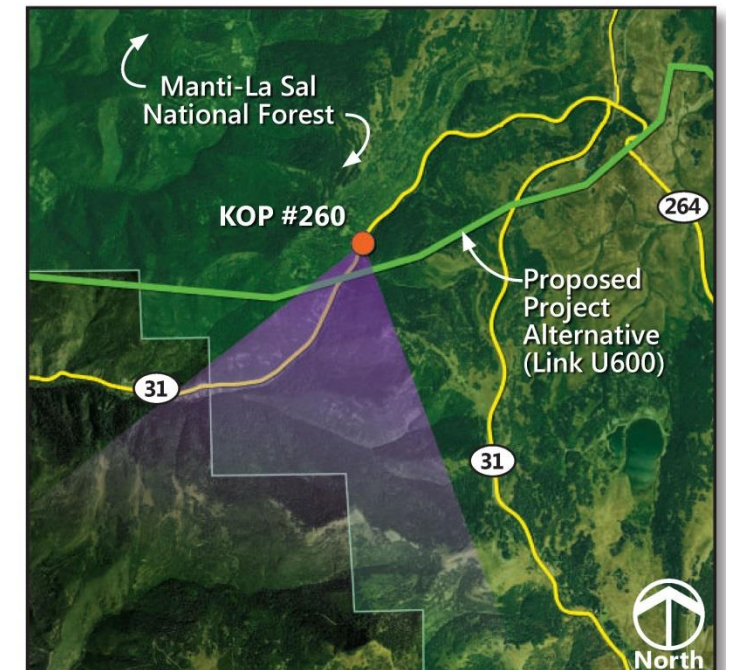 Manti-La Sal
National Forest
KOP #260
264
Proposed
Project
Alternative
(Link U600)
31
31
North